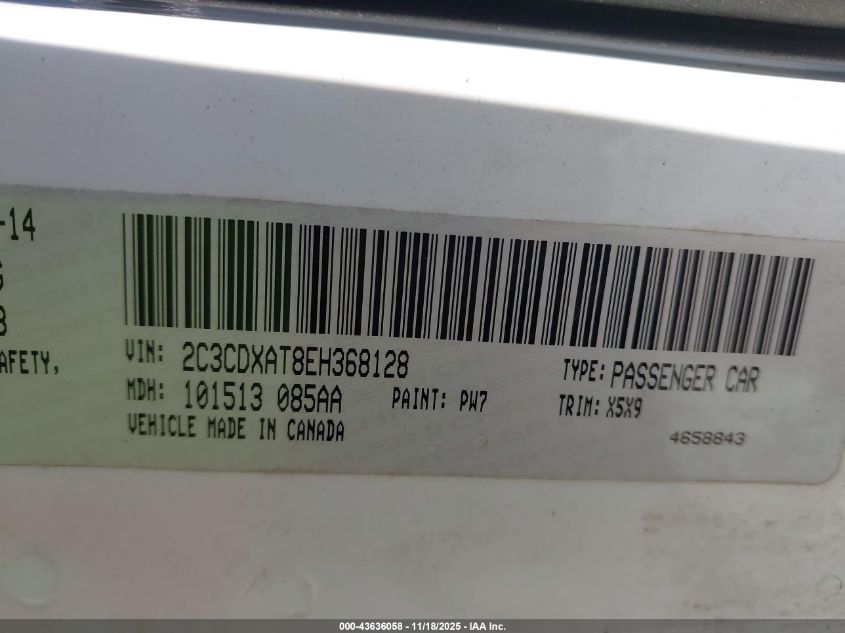 -14
G
8
AFETY,
VIN: 2C3CDXAT8EH368128
TYPE: PASSENGER CAR
MDH: 101513 085AA
PAINT: PW7
TRIM: X5X9
VEHICLE MADE IN CANADA
4658843
000-43636058 - 11/18/2025 - IAA Inc.